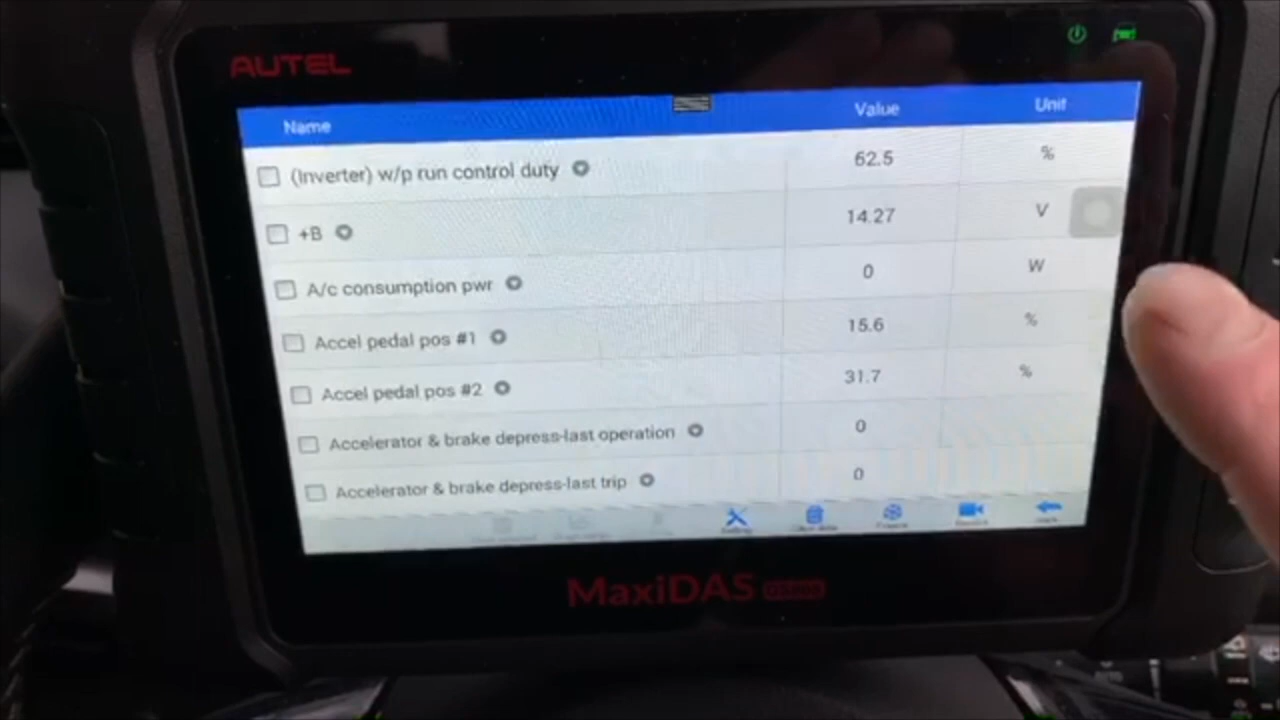 AUTEL
Name Value Unit
(Inverter) w/p run control duty 62.5 %
+B 14.27 V
A/c consumption pwr 0 W
Accel pedal pos #1 15.6 %
Accel pedal pos #2 31.7 %
Accelerator & brake depress-last operation 0
Accelerator & brake depress-last trip 0
MaxiDAS